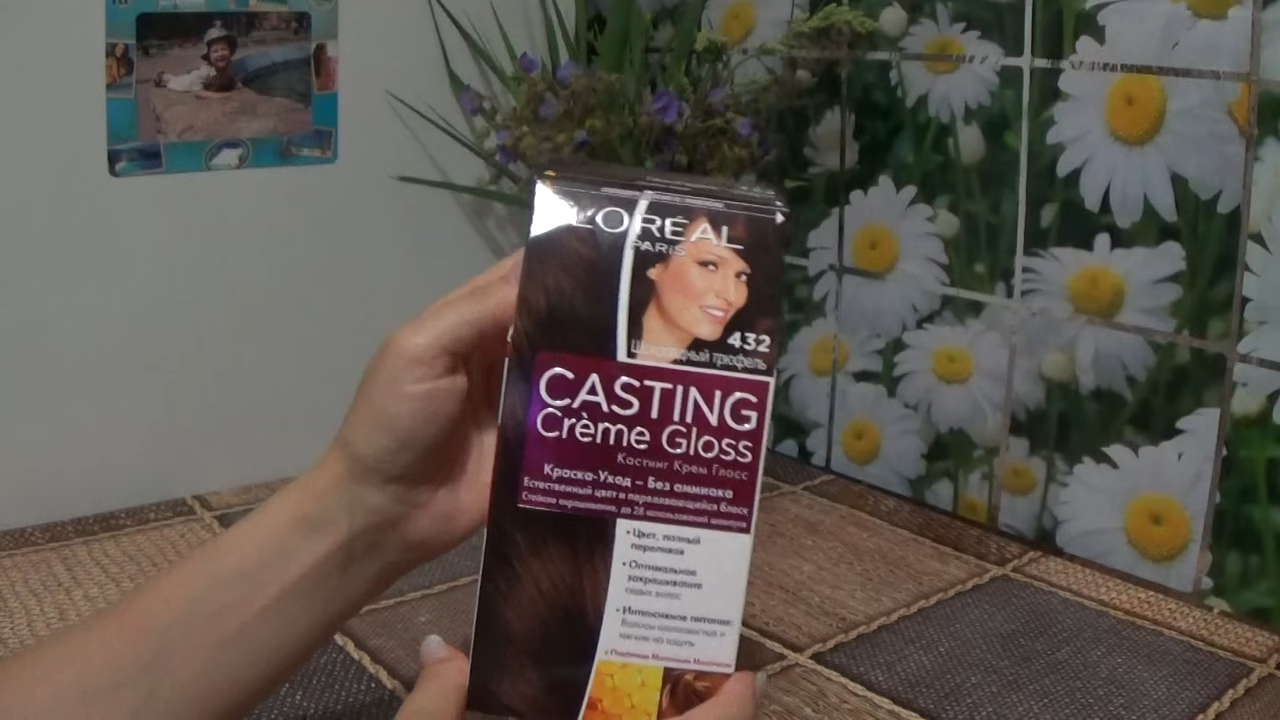 L'ORÉAL
PARIS
432
Шоколадный трюфель
CASTING
Crème Gloss
Кастинг Крем Глосс
Краска-Уход – Без аммиака
Естественный цвет и переливающийся блеск
Стойкое окрашивание, до 28 использований шампуня
• Цвет, полный
переливов
• Оптимальное
закрашивание
седых волос
• Интенсивное питание: